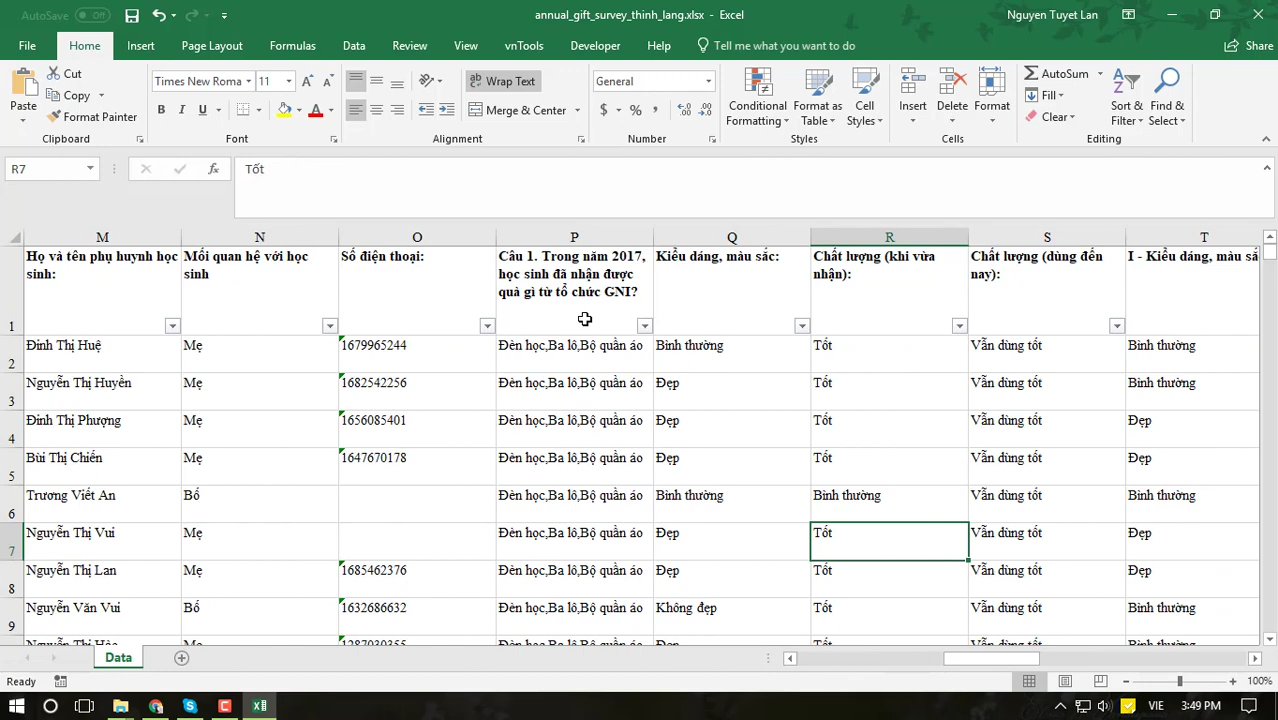 AutoSave Off
annual_gift_survey_thinh_lang.xlsx - Excel
Nguyen Tuyet Lan
File Home Insert Page Layout Formulas Data Review View vnTools Developer Help Tell me what you want to do
Share
Paste
Cut
Copy
Format Painter
Clipboard
Times New Roma 11
B I U
Font
Wrap Text
Merge & Center
Alignment
General
$ % ,
Number
Conditional
Formatting
Format as
Table
Cell
Styles
Styles
Insert
Delete
Format
Cells
AutoSum
Fill
Clear
Sort &
Filter
Find &
Select
Editing
R7
fx
Tốt
M N O P Q R S T
Họ và tên phụ huynh học
sinh:
Mối quan hệ với học
sinh
Số điện thoại:
Câu 1. Trong năm 2017,
học sinh đã nhận được
quà gì từ tổ chức GNI?
Kiểu dáng, màu sắc:
Chất lượng (khi vừa
nhận):
Chất lượng (dùng đến
nay):
I - Kiểu dáng, màu sắ
1
2 Đinh Thị Huệ Mẹ 1679965244 Đèn học,Ba lô,Bộ quần áo Bình thường Tốt Vẫn dùng tốt Bình thường
3 Nguyễn Thị Huyền Mẹ 1682542256 Đèn học,Ba lô,Bộ quần áo Đẹp Tốt Vẫn dùng tốt Bình thường
4 Đinh Thị Phượng Mẹ 1656085401 Đèn học,Ba lô,Bộ quần áo Đẹp Tốt Vẫn dùng tốt Đẹp
5 Bùi Thị Chiến Mẹ 1647670178 Đèn học,Ba lô,Bộ quần áo Đẹp Tốt Vẫn dùng tốt Đẹp
6 Trương Viết An Bố Đèn học,Ba lô,Bộ quần áo Bình thường Bình thường Vẫn dùng tốt Bình thường
7 Nguyễn Thị Vui Mẹ Đèn học,Ba lô,Bộ quần áo Đẹp Tốt Vẫn dùng tốt Đẹp
8 Nguyễn Thị Lan Mẹ 1685462376 Đèn học,Ba lô,Bộ quần áo Đẹp Tốt Vẫn dùng tốt Đẹp
9 Nguyễn Văn Vui Bố 1632686632 Đèn học,Ba lô,Bộ quần áo Không đẹp Tốt Vẫn dùng tốt Bình thường
Nguyễn Thị Mẹ Đèn học,Ba lô,Bộ quần áo Đẹp Tốt Vẫn dùng tốt Bình thường
Data
Ready
100%
VIE 3:49 PM